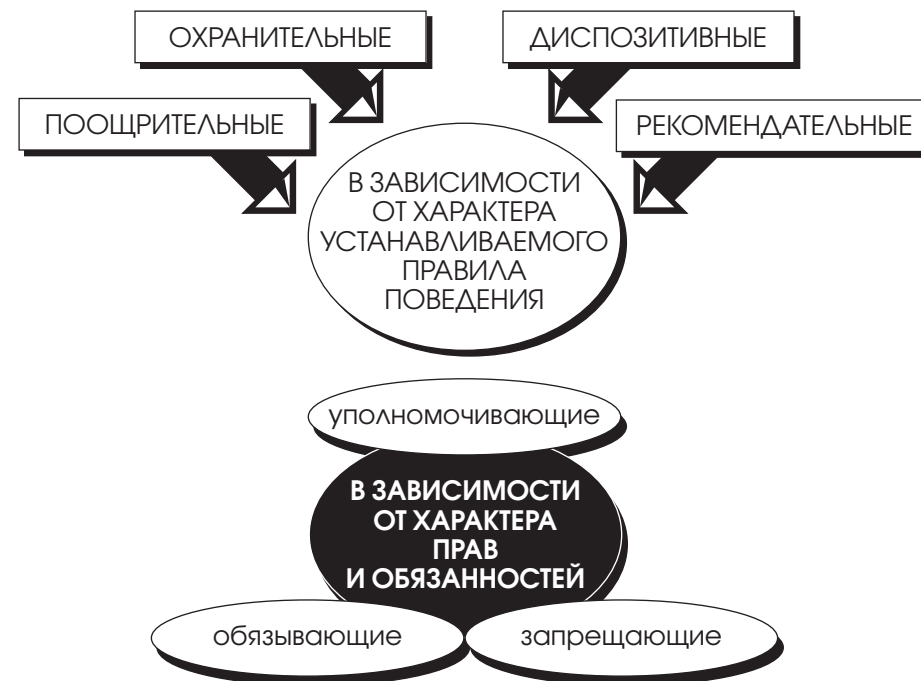 ОХРАНИТЕЛЬНЫЕ
ДИСПОЗИТИВНЫЕ
ПООЩРИТЕЛЬНЫЕ
РЕКОМЕНДАТЕЛЬНЫЕ
В ЗАВИСИМОСТИ
ОТ ХАРАКТЕРА
УСТАНАВЛИВАЕМОГО
ПРАВИЛА
ПОВЕДЕНИЯ
уполномочивающие
В ЗАВИСИМОСТИ
ОТ ХАРАКТЕРА
ПРАВ
И ОБЯЗАННОСТЕЙ
обязывающие
запрещающие